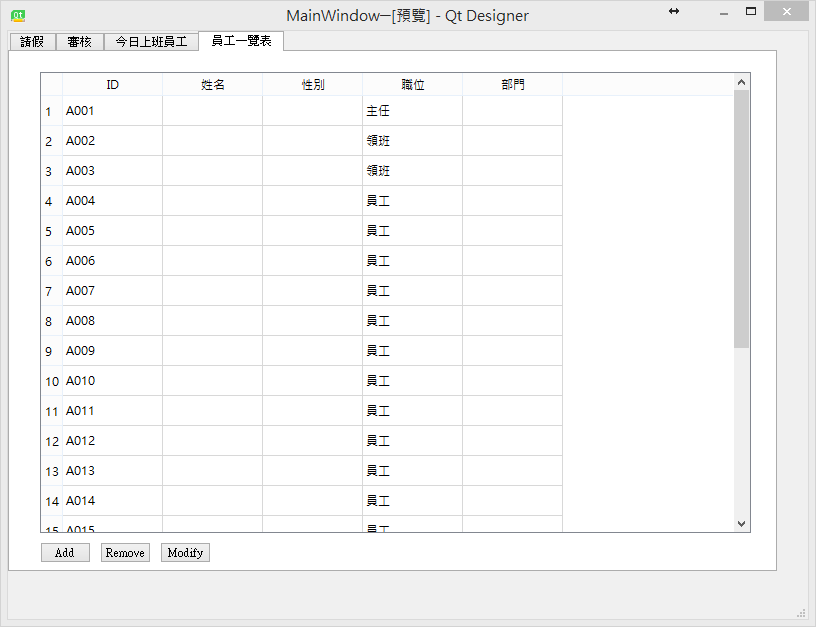 Qt
MainWindow─[預覽] - Qt Designer
請假 審核 今日上班員工 員工一覽表
ID 姓名 性別 職位 部門
1 A001 主任
2 A002 領班
3 A003 領班
4 A004 員工
5 A005 員工
6 A006 員工
7 A007 員工
8 A008 員工
9 A009 員工
10 A010 員工
11 A011 員工
12 A012 員工
13 A013 員工
14 A014 員工
15 A015 員工
Add Remove Modify